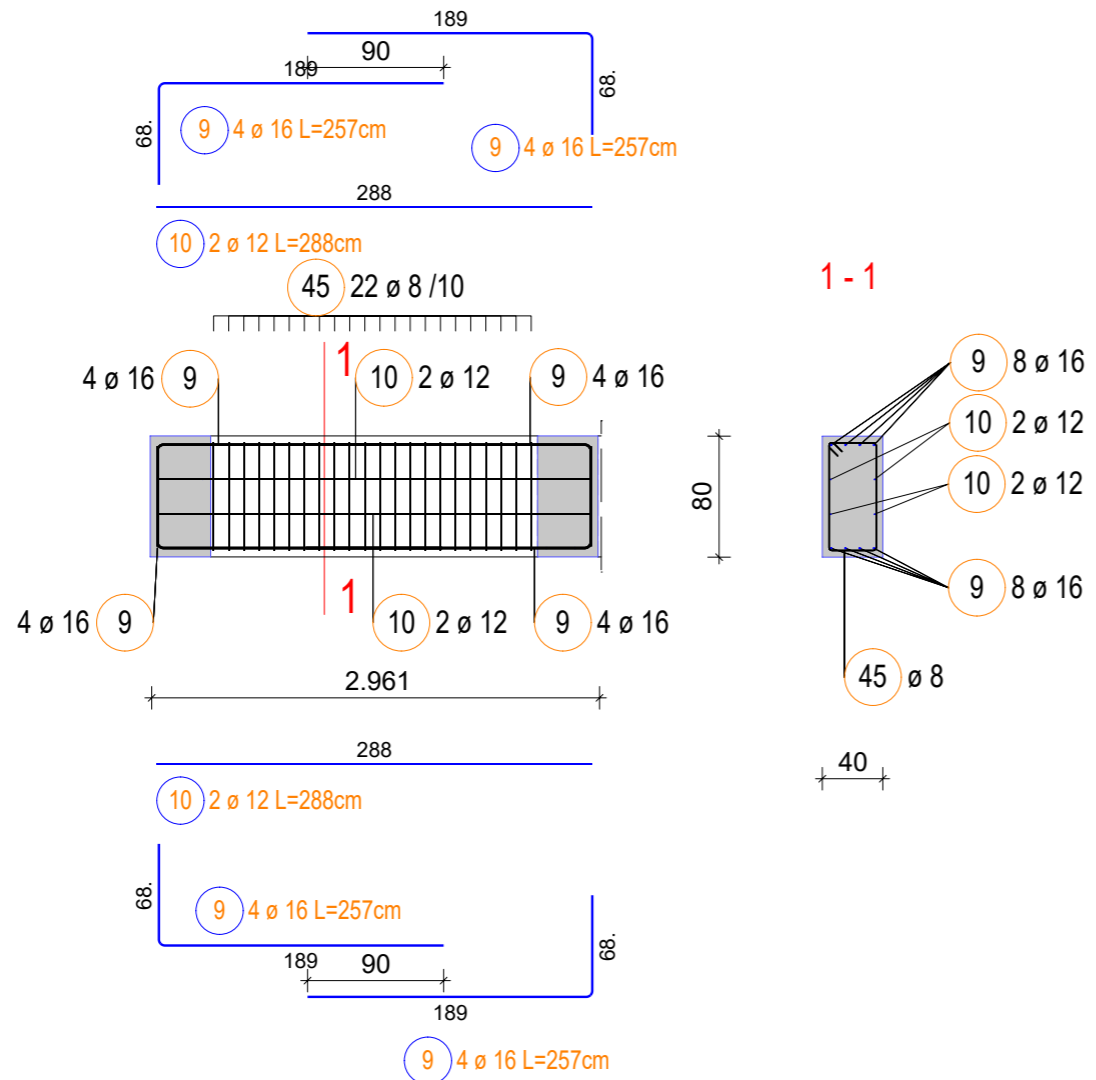 189
90
189
68.
68.
9 4 ø 16 L=257cm
9 4 ø 16 L=257cm
288
10 2 ø 12 L=288cm
45 22 ø 8 /10
1 - 1
1
4 ø 16 9
10 2 ø 12
9 4 ø 16
9 8 ø 16
10 2 ø 12
10 2 ø 12
80
9 8 ø 16
1
4 ø 16 9
10 2 ø 12
9 4 ø 16
45 ø 8
2.961
40
288
10 2 ø 12 L=288cm
68.
9 4 ø 16 L=257cm
68.
189
90
189
9 4 ø 16 L=257cm